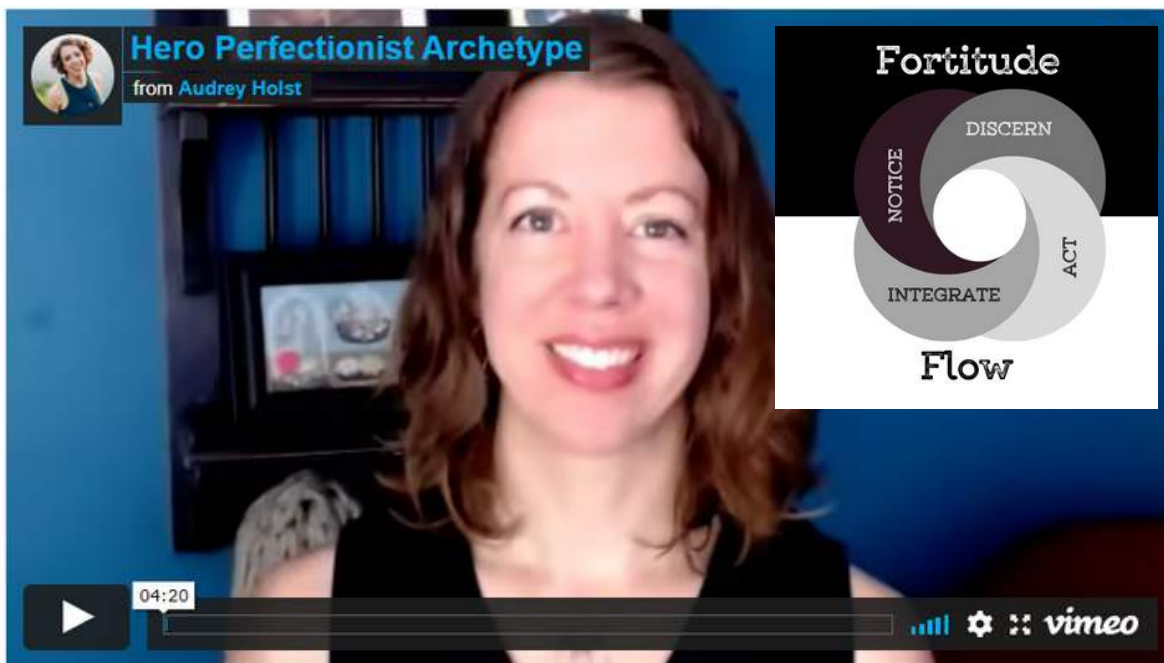 Hero Perfectionist Archetype
from Audrey Holst
Fortitude
DISCERN
NOTICE
ACT
INTEGRATE
Flow
04:20
vimeo